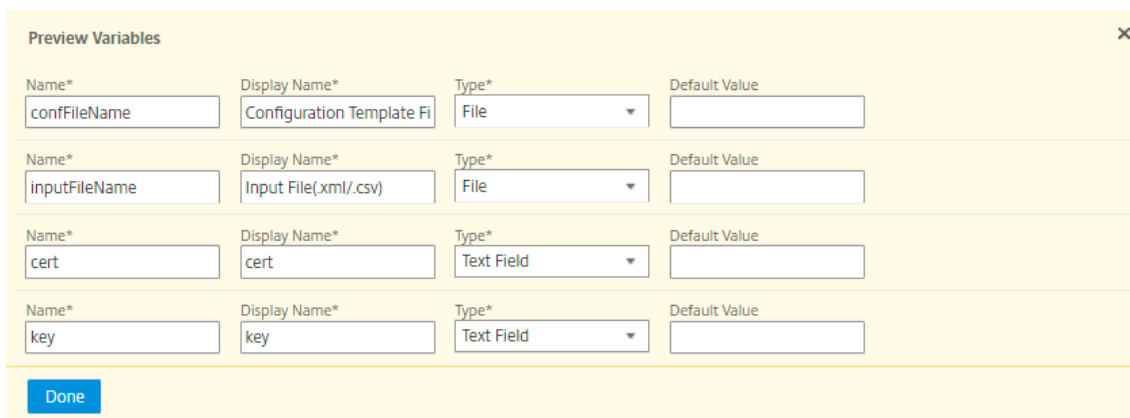 Preview Variables
×
Name* Display Name* Type* Default Value
confFileName Configuration Template Fi File
Name* Display Name* Type* Default Value
inputFileName Input File(.xml/.csv) File
Name* Display Name* Type* Default Value
cert cert Text Field
Name* Display Name* Type* Default Value
key key Text Field
Done